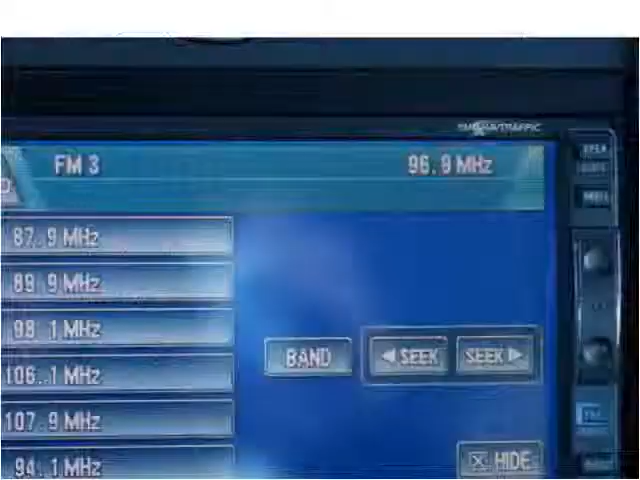 FM 3 96.9 MHz
87.9 MHz
89.9 MHz
98.1 MHz
BAND ◀ SEEK SEEK ▶
106.1 MHz
107.9 MHz
94.1 MHz
HIDE